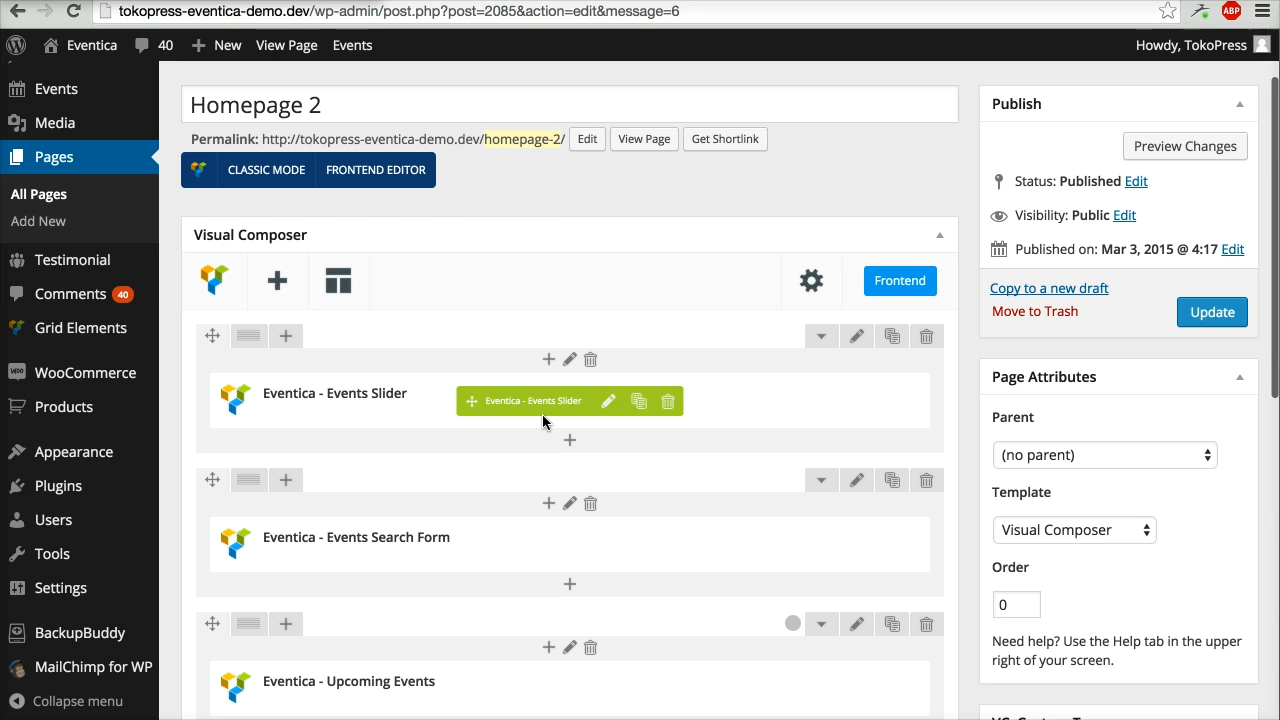 tokopress-eventica-demo.dev/wp-admin/post.php?post=2085&action=edit&message=6
ABP
Eventica 40 New View Page Events Howdy, TokoPress
Events
Media
Pages
All Pages
Add New
Testimonial
Comments 40
Grid Elements
WooCommerce
Products
Appearance
Plugins
Users
Tools
Settings
BackupBuddy
MailChimp for WP
Collapse menu
Homepage 2
Permalink: http://tokopress-eventica-demo.dev/homepage-2/ Edit View Page Get Shortlink
CLASSIC MODE FRONTEND EDITOR
Visual Composer
Frontend
Eventica - Events Slider
Eventica - Events Slider
Eventica - Events Search Form
Eventica - Upcoming Events
Publish
Preview Changes
Status: Published Edit
Visibility: Public Edit
Published on: Mar 3, 2015 @ 4:17 Edit
Copy to a new draft
Move to Trash
Update
Page Attributes
Parent
(no parent)
Template
Visual Composer
Order
0
Need help? Use the Help tab in the upper
right of your screen.